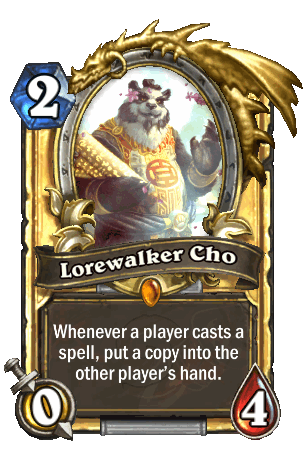 2
Lorewalker Cho
Whenever a player casts a
spell, put a copy into the
other player's hand.
0
4